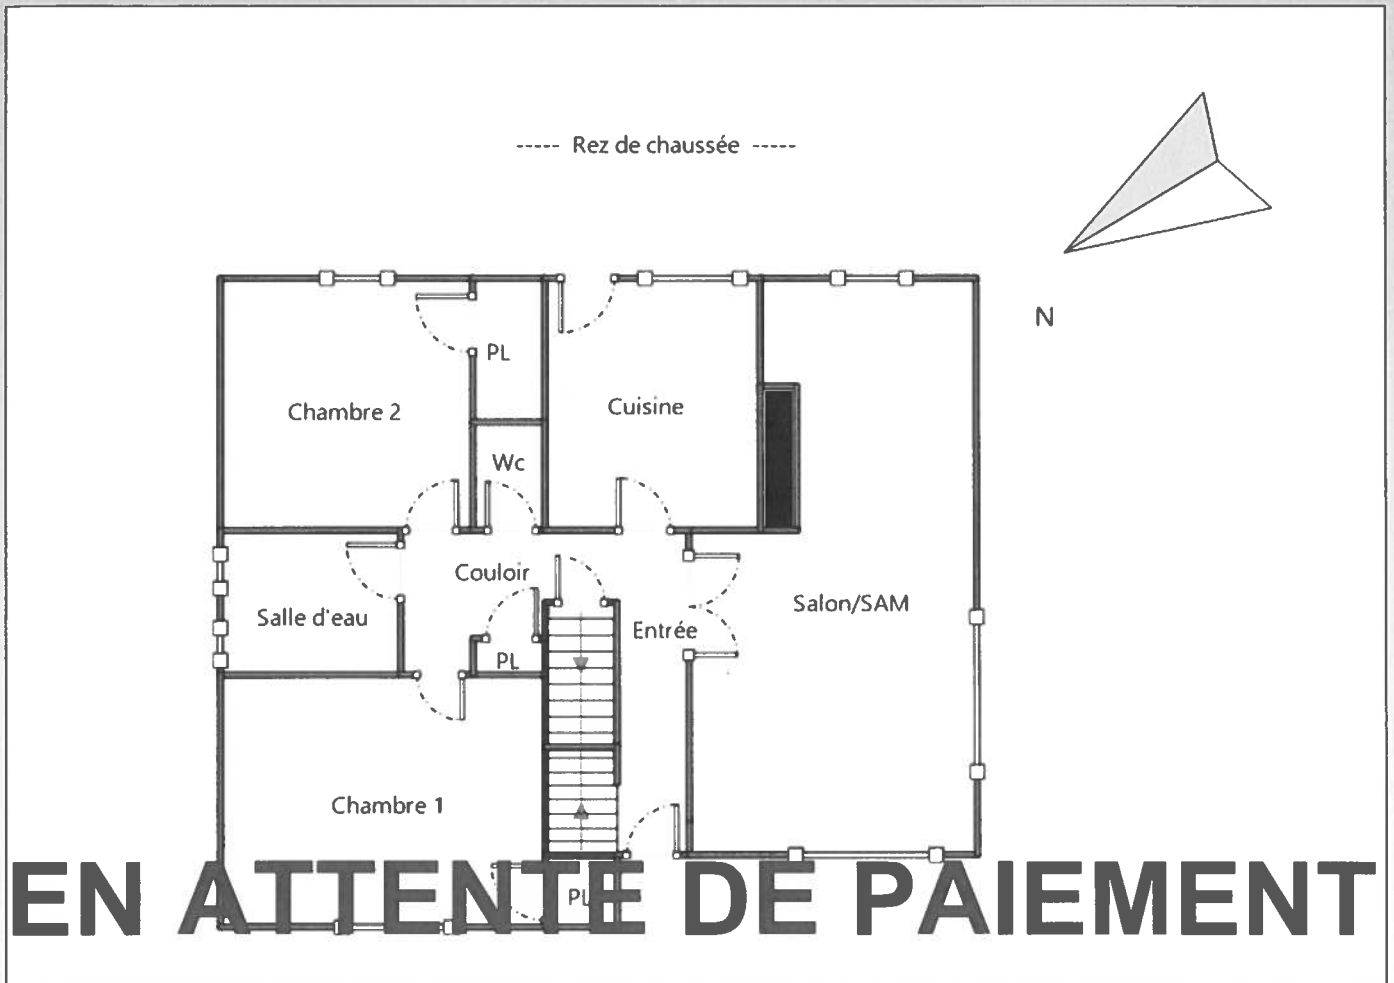 ----- Rez de chaussée -----
N
PL
Chambre 2
Cuisine
Wc
Couloir
Salle d'eau
Salon/SAM
Entrée
PL
Chambre 1
PL
EN ATTENTE DE PAIEMENT